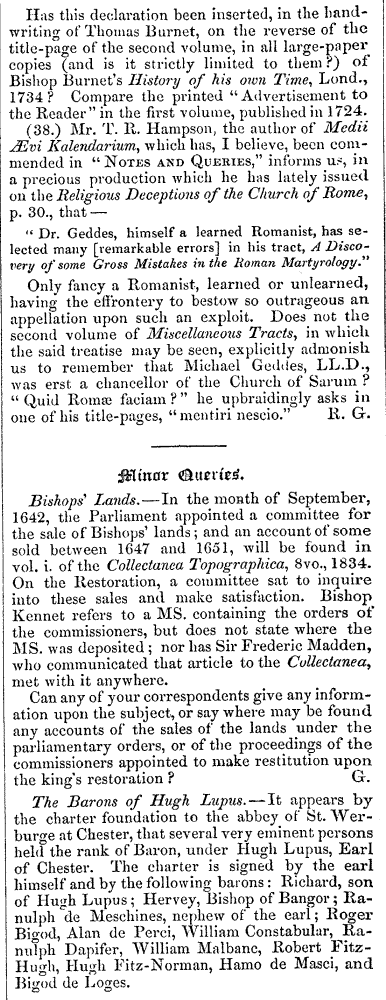 Has this declaration been inserted, in the hand-
writing of Thomas Burnet, on the reverse of the
title-page of the second volume, in all large-paper
copies (and is it strictly limited to them?) of
Bishop Burnet's History of his own Time, Lond.,
1734? Compare the printed "Advertisement to
the Reader" in the first volume, published in 1724.
(38.) Mr. T. R. Hampson, the author of Medii
Ævi Kalendarium, which has, I believe, been com-
mended in "NOTES AND QUERIES," informs us, in
a precious production which he has lately issued
on the Religious Deceptions of the Church of Rome,
p. 30., that —
"Dr. Geddes, himself a learned Romanist, has se-
lected many [remarkable errors] in his tract, A Disco-
very of some Gross Mistakes in the Roman Martyrology."
Only fancy a Romanist, learned or unlearned,
having the effrontery to bestow so outrageous an
appellation upon such an exploit. Does not the
second volume of Miscellaneous Tracts, in which
the said treatise may be seen, explicitly admonish
us to remember that Michael Geddes, LL.D.,
was erst a chancellor of the Church of Sarum?
"Quid Romæ faciam?" he upbraidingly asks in
one of his title-pages, "mentiri nescio." R. G.
Minor Queries.
Bishops' Lands.—In the month of September,
1642, the Parliament appointed a committee for
the sale of Bishops' lands; and an account of some
sold between 1647 and 1651, will be found in
vol. i. of the Collectanea Topographica, 8vo., 1834.
On the Restoration, a committee sat to inquire
into these sales and make satisfaction. Bishop
Kennet refers to a MS. containing the orders of
the commissioners, but does not state where the
MS. was deposited; nor has Sir Frederic Madden,
who communicated that article to the Collectanea,
met with it anywhere.
Can any of your correspondents give any inform-
ation upon the subject, or say where may be found
any accounts of the sales of the lands under the
parliamentary orders, or of the proceedings of the
commissioners appointed to make restitution upon
the king's restoration? G.
The Barons of Hugh Lupus.—It appears by
the charter foundation to the abbey of St. Wer-
burge at Chester, that several very eminent persons
held the rank of Baron, under Hugh Lupus, Earl
of Chester. The charter is signed by the earl
himself and by the following barons: Richard, son
of Hugh Lupus; Hervey, Bishop of Bangor; Ra-
nulph de Meschines, nephew of the earl; Roger
Bigod, Alan de Perci, William Constabular, Ra-
nulph Dapifer, William Malbanc, Robert Fitz-
Hugh, Hugh Fitz-Norman, Hamo de Masci, and
Bigod de Loges.